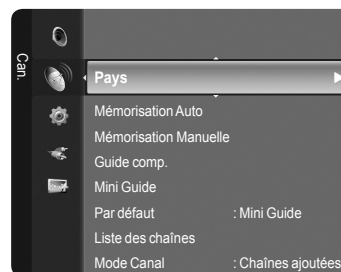 Can.
Pays
Mémorisation Auto
Mémorisation Manuelle
Guide comp.
Mini Guide
Par défaut : Mini Guide
Liste des chaînes
Mode Canal : Chaînes ajoutées